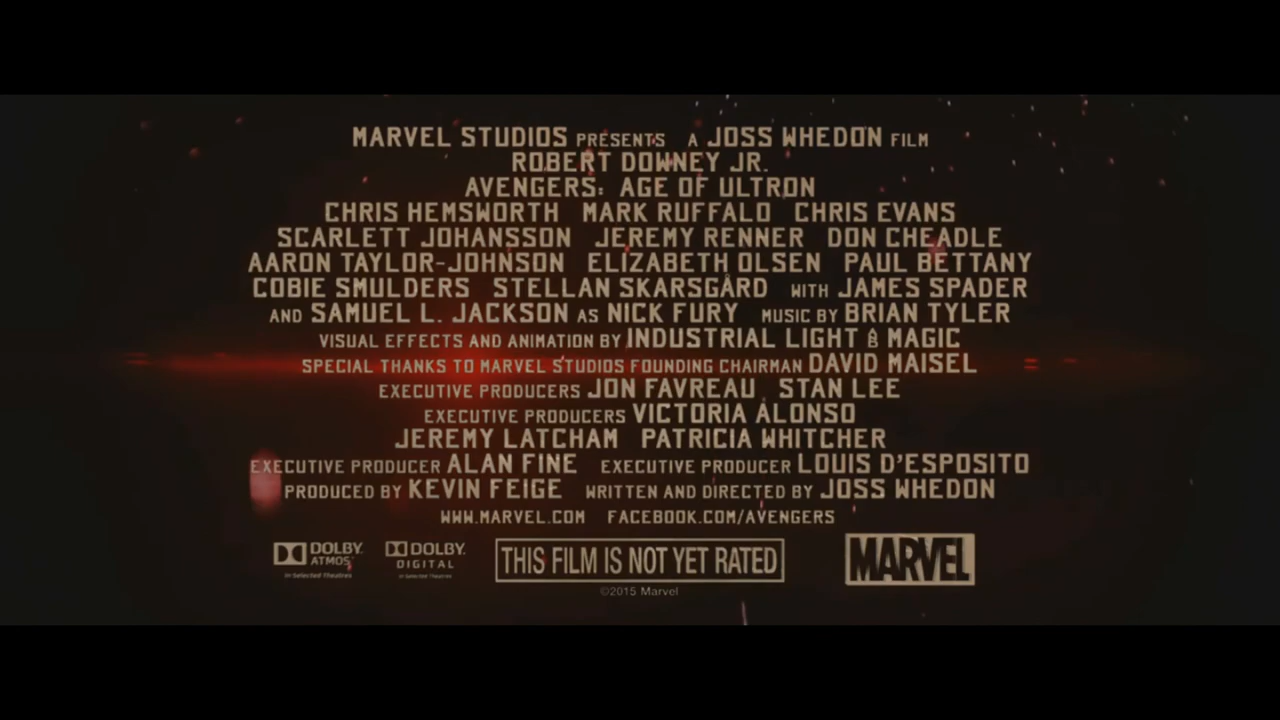 MARVEL STUDIOS PRESENTS A JOSS WHEDON FILM
ROBERT DOWNEY JR.
AVENGERS: AGE OF ULTRON
CHRIS HEMSWORTH MARK RUFFALO CHRIS EVANS
SCARLETT JOHANSSON JEREMY RENNER DON CHEADLE
AARON TAYLOR-JOHNSON ELIZABETH OLSEN PAUL BETTANY
COBIE SMULDERS STELLAN SKARSGÅRD WITH JAMES SPADER
AND SAMUEL L. JACKSON AS NICK FURY MUSIC BY BRIAN TYLER
VISUAL EFFECTS AND ANIMATION BY INDUSTRIAL LIGHT & MAGIC
SPECIAL THANKS TO MARVEL STUDIOS FOUNDING CHAIRMAN DAVID MAISEL
EXECUTIVE PRODUCERS JON FAVREAU STAN LEE
EXECUTIVE PRODUCERS VICTORIA ALONSO
JEREMY LATCHAM PATRICIA WHITCHER
EXECUTIVE PRODUCER ALAN FINE EXECUTIVE PRODUCER LOUIS D'ESPOSITO
PRODUCED BY KEVIN FEIGE WRITTEN AND DIRECTED BY JOSS WHEDON
WWW.MARVEL.COM FACEBOOK.COM/AVENGERS
DOLBY ATMOS In Selected Theatres
DOLBY DIGITAL In Selected Theatres
THIS FILM IS NOT YET RATED
MARVEL
©2015 Marvel